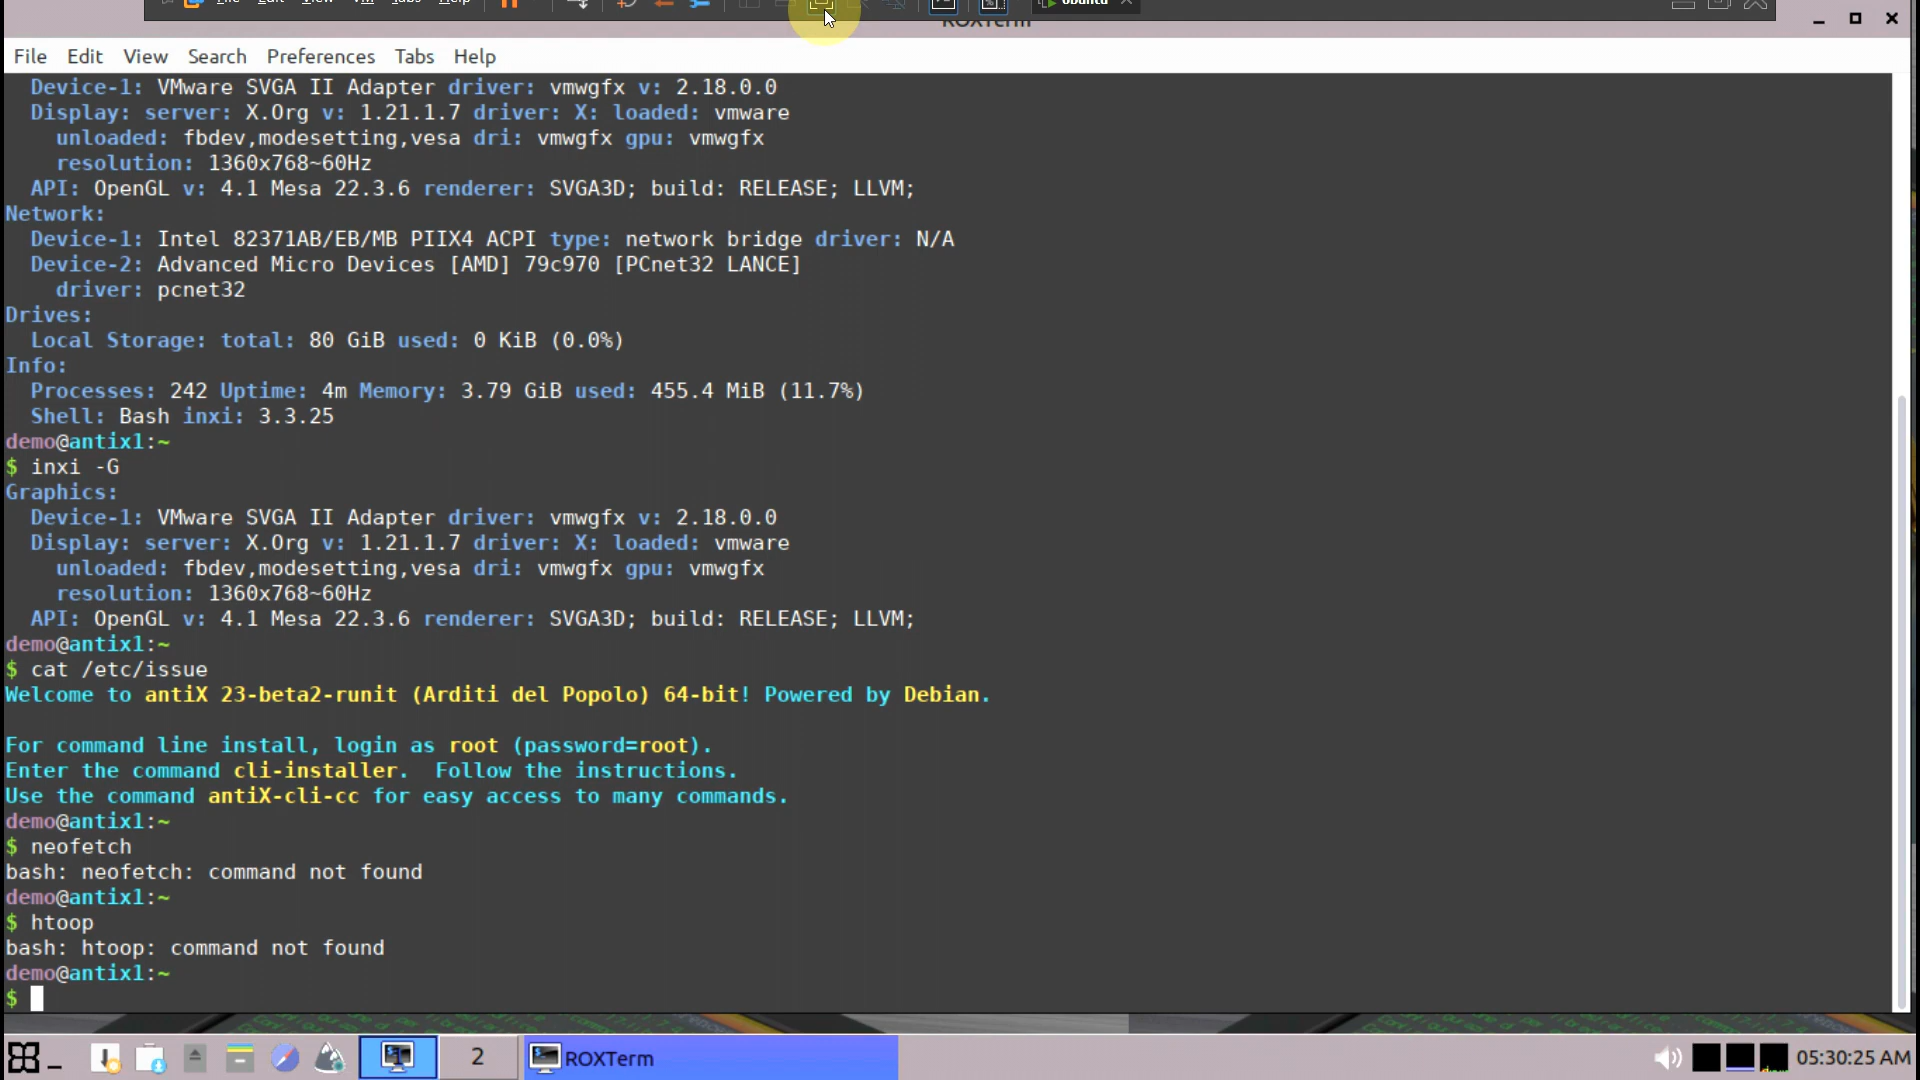 File Edit View VM Tabs Help Ubuntu
ROXTerm
File Edit View Search Preferences Tabs Help
Device-1: VMware SVGA II Adapter driver: vmwgfx v: 2.18.0.0
Display: server: X.Org v: 1.21.1.7 driver: X: loaded: vmware
unloaded: fbdev,modesetting,vesa dri: vmwgfx gpu: vmwgfx
resolution: 1360x768~60Hz
API: OpenGL v: 4.1 Mesa 22.3.6 renderer: SVGA3D; build: RELEASE; LLVM;
Network:
Device-1: Intel 82371AB/EB/MB PIIX4 ACPI type: network bridge driver: N/A
Device-2: Advanced Micro Devices [AMD] 79c970 [PCnet32 LANCE]
driver: pcnet32
Drives:
Local Storage: total: 80 GiB used: 0 KiB (0.0%)
Info:
Processes: 242 Uptime: 4m Memory: 3.79 GiB used: 455.4 MiB (11.7%)
Shell: Bash inxi: 3.3.25
demo@antix1:~
$ inxi -G
Graphics:
Device-1: VMware SVGA II Adapter driver: vmwgfx v: 2.18.0.0
Display: server: X.Org v: 1.21.1.7 driver: X: loaded: vmware
unloaded: fbdev,modesetting,vesa dri: vmwgfx gpu: vmwgfx
resolution: 1360x768~60Hz
API: OpenGL v: 4.1 Mesa 22.3.6 renderer: SVGA3D; build: RELEASE; LLVM;
demo@antix1:~
$ cat /etc/issue
Welcome to antiX 23-beta2-runit (Arditi del Popolo) 64-bit! Powered by Debian.
For command line install, login as root (password=root).
Enter the command cli-installer. Follow the instructions.
Use the command antiX-cli-cc for easy access to many commands.
demo@antix1:~
$ neofetch
bash: neofetch: command not found
demo@antix1:~
$ htoop
bash: htoop: command not found
demo@antix1:~
$
1 2 ROXTerm 05:30:25 AM